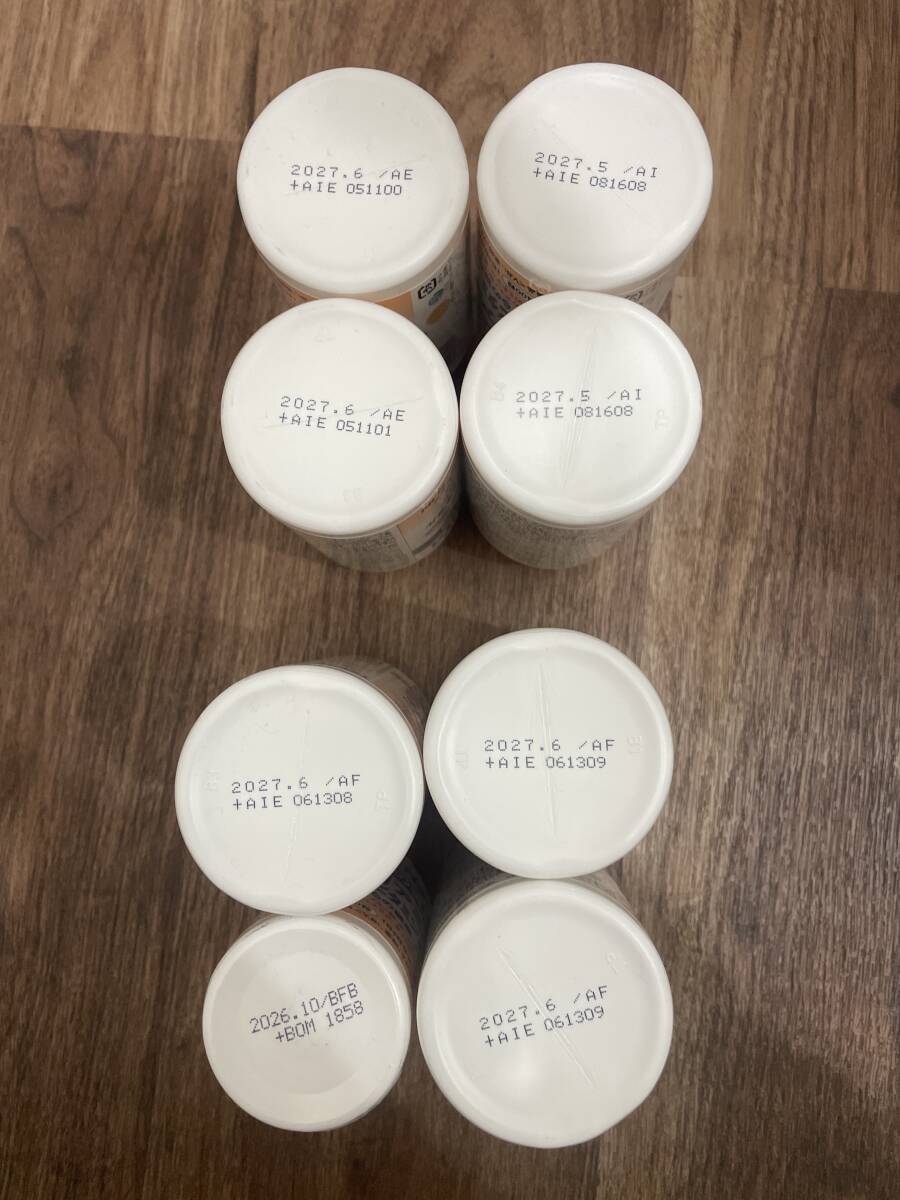 2027.6 /AE
+AIE 051100
2027.5 /AI
+AIE 081608
2027.6 /AE
+AIE 051101
2027.5 /AI
+AIE 081608
2027.6 /AF
+AIE 061308
2027.6 /AF
+AIE 061309
2026.10/BFB
+BOM 1858
2027.6 /AF
+AIE 061309